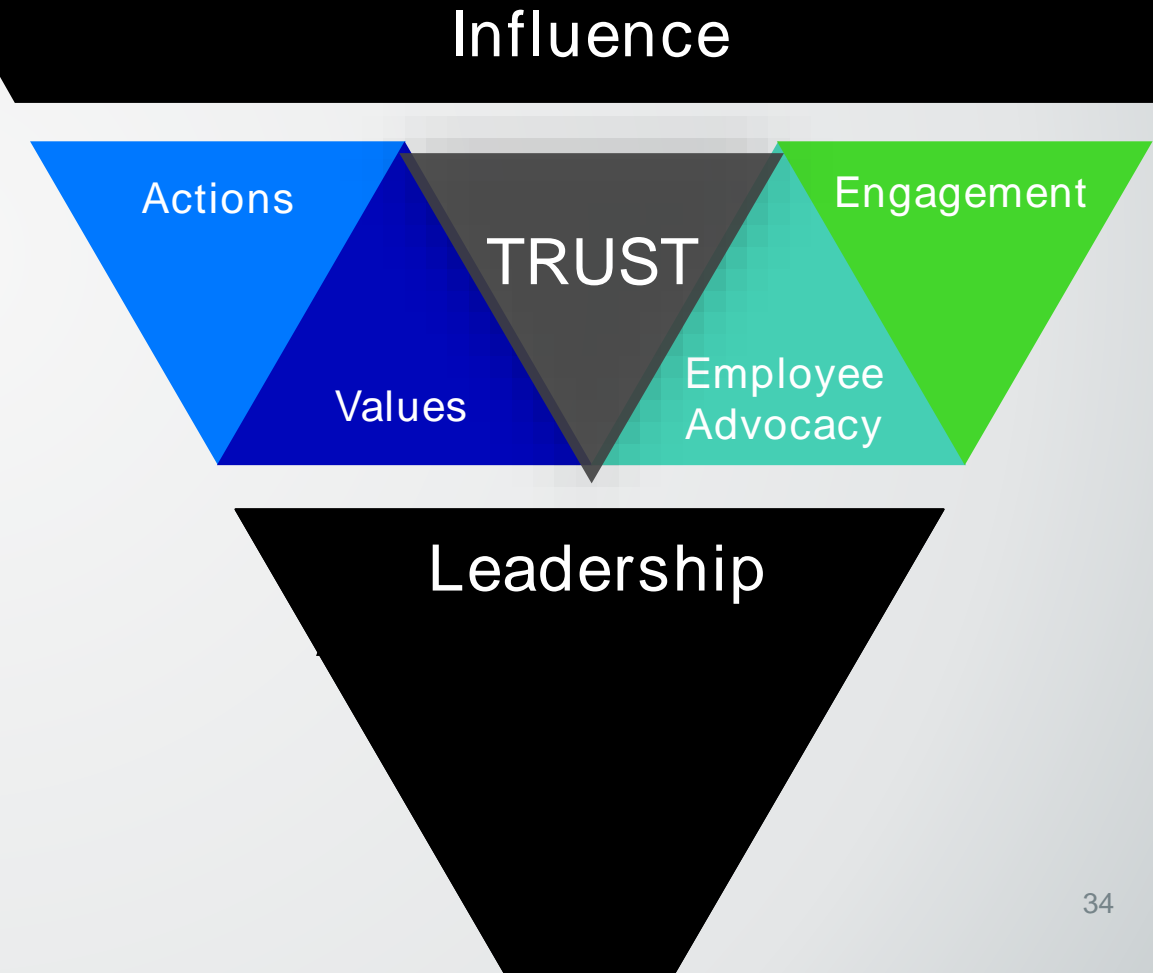 Influence
Actions
Engagement
TRUST
Values
Employee
Advocacy
Leadership
34